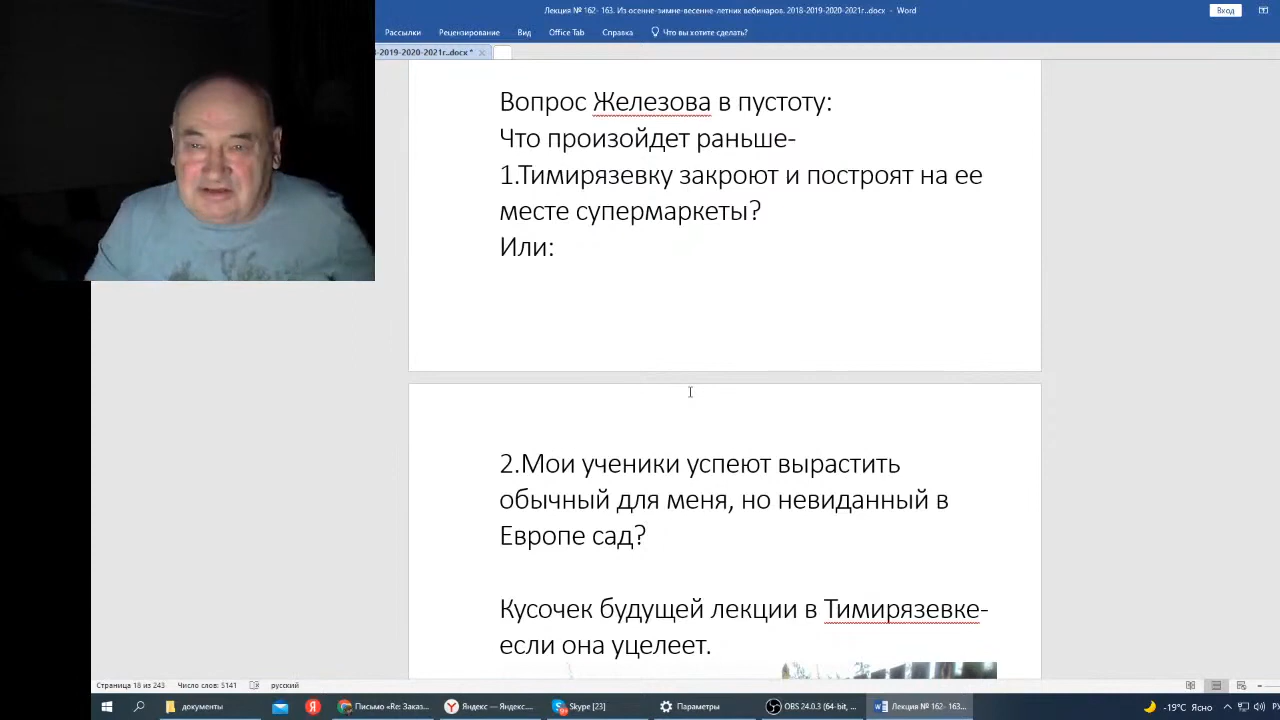 Лекция № 162- 163. Из осенне-зимне-весенне-летних вебинаров. 2018-2019-2020-2021г..docx - Word
Вход
Рассылки Рецензирование Вид Office Tab Справка Что вы хотите сделать?
-2019-2020-2021г..docx *
Вопрос Железова в пустоту:
Что произойдет раньше-
1.Тимирязевку закроют и построят на ее
месте супермаркеты?
Или:
2.Мои ученики успеют вырастить
обычный для меня, но невиданный в
Европе сад?
Кусочек будущей лекции в Тимирязевке-
если она уцелеет.
Страница 18 из 243 Число слов: 5141 русский
документы Письмо «Re: Заказ... Яндекс — Яндекс.... Skype [23] Параметры OBS 24.0.3 (64-bit, ... Лекция № 162- 163... -19°C Ясно